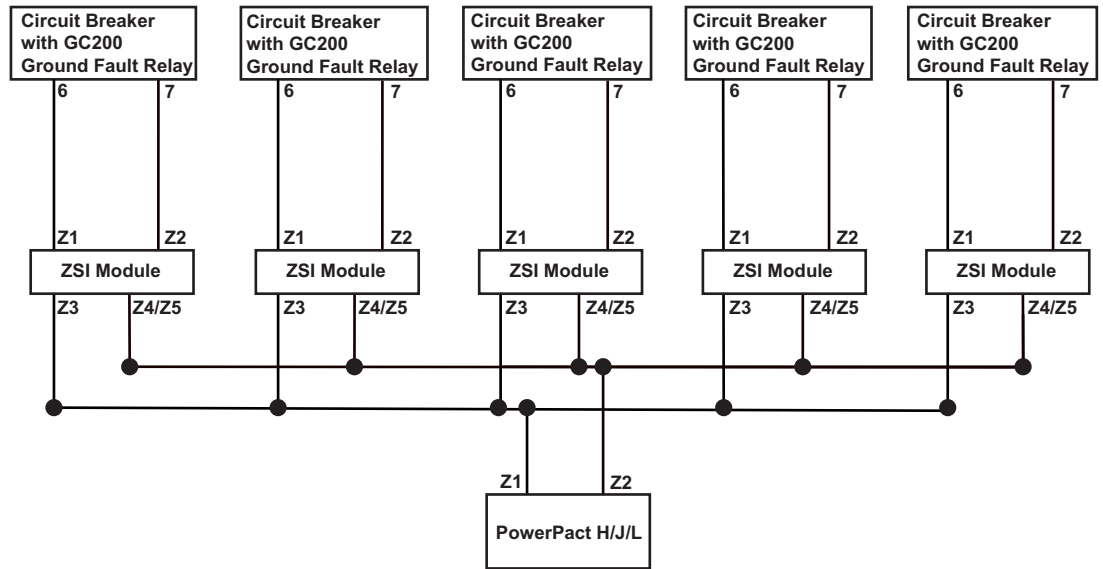 Circuit Breaker
with GC200
Ground Fault Relay
Circuit Breaker
with GC200
Ground Fault Relay
Circuit Breaker
with GC200
Ground Fault Relay
Circuit Breaker
with GC200
Ground Fault Relay
Circuit Breaker
with GC200
Ground Fault Relay
6 7 6 7 6 7 6 7 6 7
Z1 Z2 Z1 Z2 Z1 Z2 Z1 Z2 Z1 Z2
ZSI Module ZSI Module ZSI Module ZSI Module ZSI Module
Z3 Z4/Z5 Z3 Z4/Z5 Z3 Z4/Z5 Z3 Z4/Z5 Z3 Z4/Z5
Z1 Z2
PowerPact H/J/L